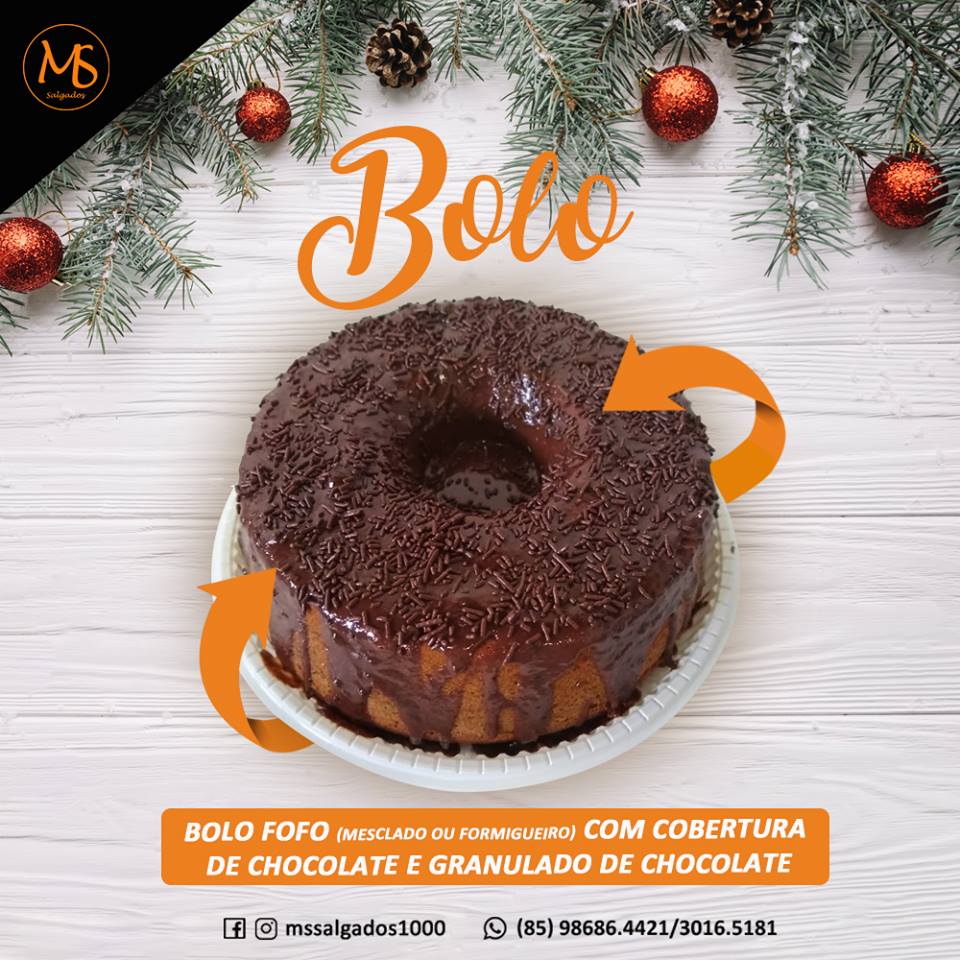 MS
Salgados
Bolo
BOLO FOFO (MESCLADO OU FORMIGUEIRO) COM COBERTURA
DE CHOCOLATE E GRANULADO DE CHOCOLATE
mssalgados1000 (85) 98686.4421/3016.5181